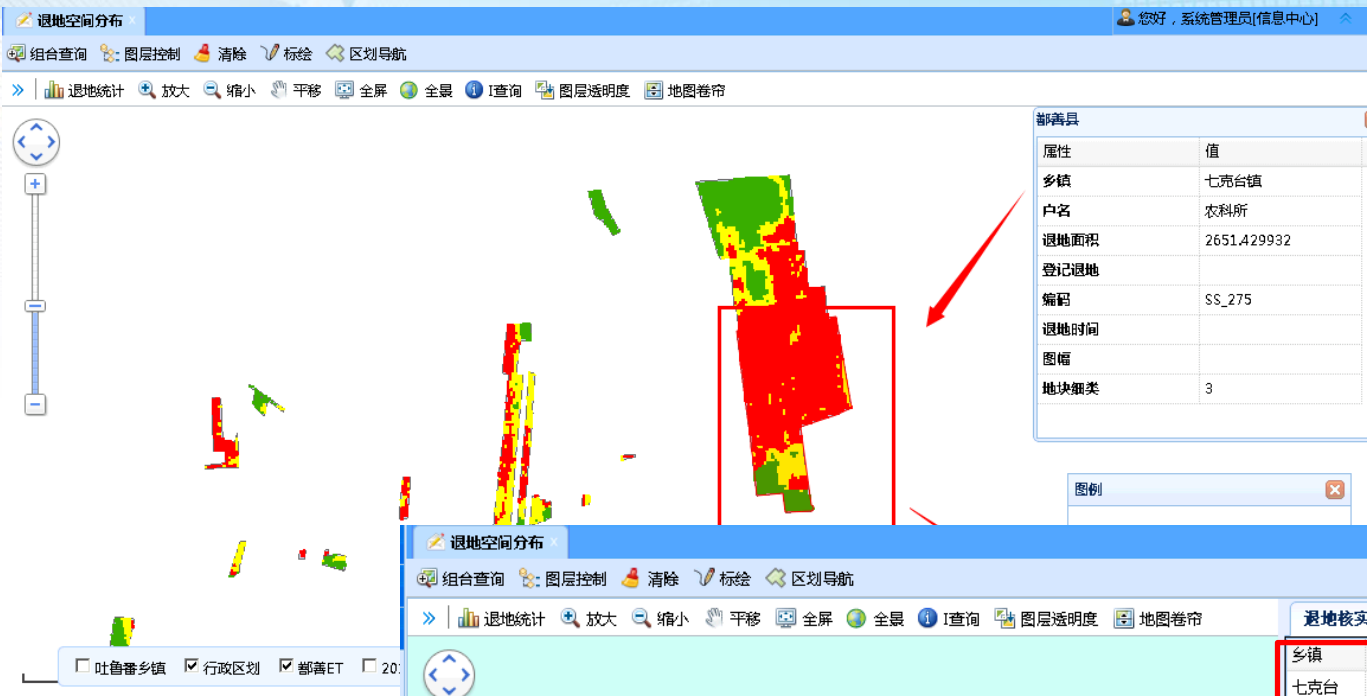 退地空间分布
您好，系统管理员[信息中心]
组合查询 图层控制 清除 标绘 区划导航
退地统计 放大 缩小 平移 全屏 全景 I查询 图层透明度 地图卷帘
鄯善县
属性 值
乡镇 七克台镇
户名 农科所
退地面积 2651.429932
登记退地
编码 SS_275
退地时间
图幅
地块细类 3
图例
吐鲁番乡镇 行政区划 鄯善ET 20
退地空间分布
组合查询 图层控制 清除 标绘 区划导航
退地统计 放大 缩小 平移 全屏 全景 I查询 图层透明度 地图卷帘
退地核实
乡镇
七克台